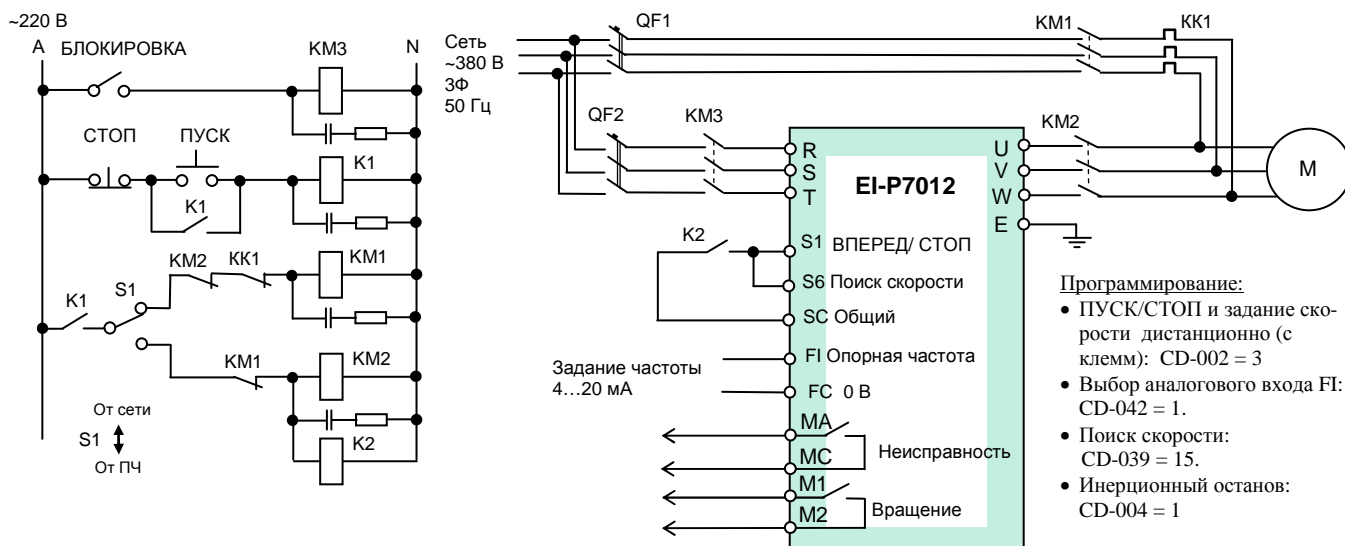 ~220 В
А
БЛОКИРОВКА
KM3
N
СТОП
ПУСК
K1
K1
KM2
КК1
KM1
K1
S1
KM1
KM2
От сети
S1
От ПЧ
K2
Сеть
~380 В
3Ф
50 Гц
QF1
KM1
КК1
QF2
KM3
KM2
R
S
T
EI-P7012
U
V
W
E
M
K2
S1 ВПЕРЕД/ СТОП
S6 Поиск скорости
SC Общий
FI Опорная частота
Задание частоты
4…20 мА
FC 0 В
MA
MC
Неисправность
M1
M2
Вращение
Программирование:
• ПУСК/СТОП и задание ско-
рости дистанционно (с
клемм): CD-002 = 3
• Выбор аналогового входа FI:
CD-042 = 1.
• Поиск скорости:
CD-039 = 15.
• Инерционный останов:
CD-004 = 1